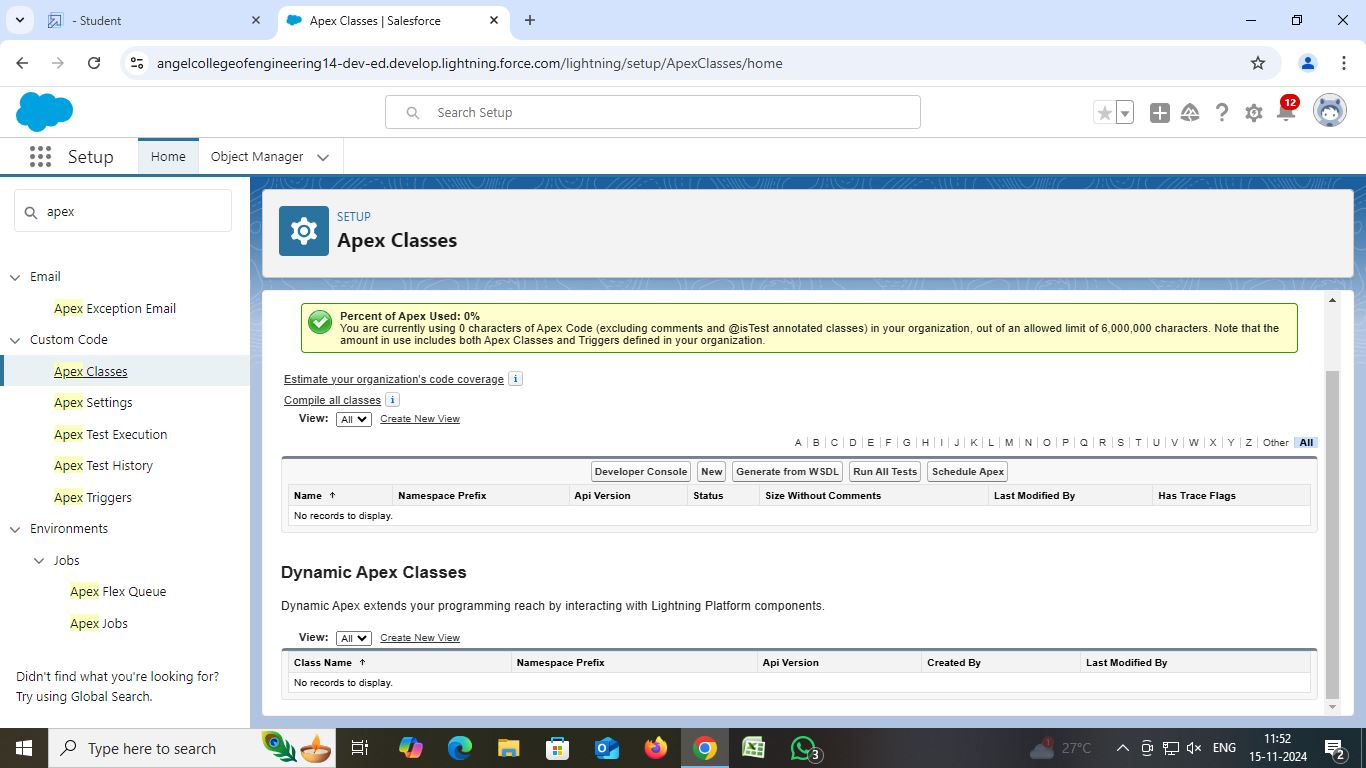 - Student
Apex Classes | Salesforce
angelcollegeofengineering14-dev-ed.develop.lightning.force.com/lightning/setup/ApexClasses/home
Search Setup
12
Setup
Home
Object Manager
apex
Email
Apex Exception Email
Custom Code
Apex Classes
Apex Settings
Apex Test Execution
Apex Test History
Apex Triggers
Environments
Jobs
Apex Flex Queue
Apex Jobs
Didn't find what you're looking for?
Try using Global Search.
SETUP
Apex Classes
Percent of Apex Used: 0%
You are currently using 0 characters of Apex Code (excluding comments and @isTest annotated classes) in your organization, out of an allowed limit of 6,000,000 characters. Note that the
amount in use includes both Apex Classes and Triggers defined in your organization.
Estimate your organization's code coverage i
Compile all classes i
View: All Create New View
A | B | C | D | E | F | G | H | I | J | K | L | M | N | O | P | Q | R | S | T | U | V | W | X | Y | Z | Other All
Developer Console New Generate from WSDL Run All Tests Schedule Apex
Name ↑ Namespace Prefix Api Version Status Size Without Comments Last Modified By Has Trace Flags
No records to display.
Dynamic Apex Classes
Dynamic Apex extends your programming reach by interacting with Lightning Platform components.
View: All Create New View
Class Name ↑ Namespace Prefix Api Version Created By Last Modified By
No records to display.
Type here to search
3
27°C
ENG
11:52
15-11-2024
2